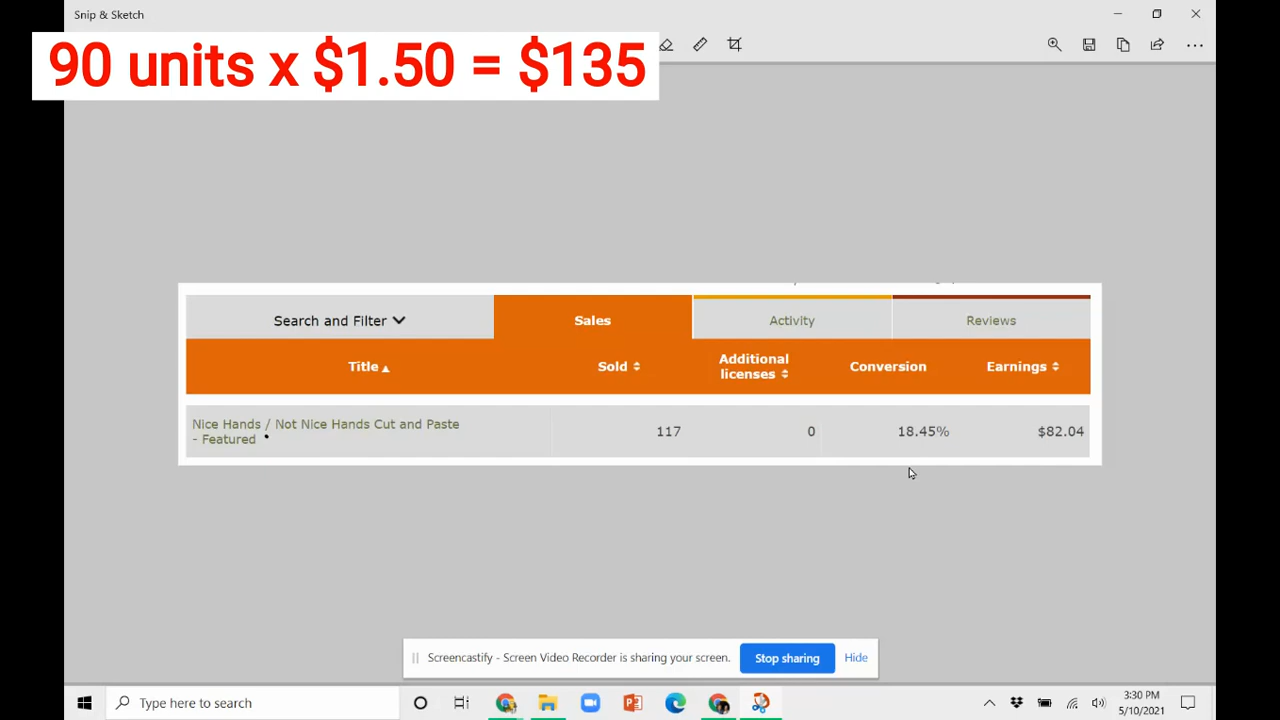 Snip & Sketch
90 units x $1.50 = $135
Search and Filter
Sales
Activity
Reviews
Title
Sold
Additional
licenses
Conversion
Earnings
Nice Hands / Not Nice Hands Cut and Paste
- Featured
117
0
18.45%
$82.04
Screencastify - Screen Video Recorder is sharing your screen.
Stop sharing
Hide
Type here to search
3:30 PM
5/10/2021